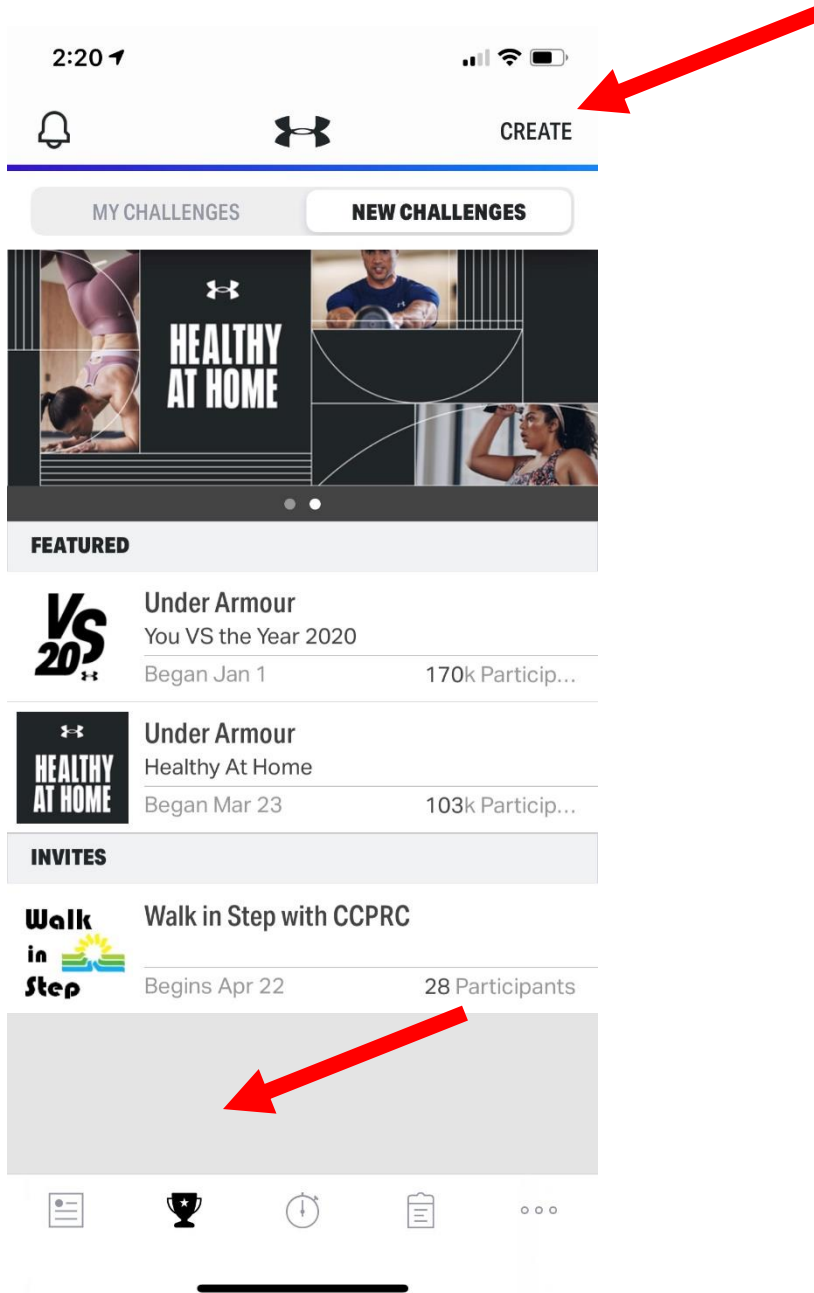 2:20
CREATE
MY CHALLENGES
NEW CHALLENGES
HEALTHY
AT HOME
FEATURED
VS
20
Under Armour
You VS the Year 2020
Began Jan 1
170k Particip...
HEALTHY
AT HOME
Under Armour
Healthy At Home
Began Mar 23
103k Particip...
INVITES
Walk
in
Step
Walk in Step with CCPRC
Begins Apr 22
28 Participants